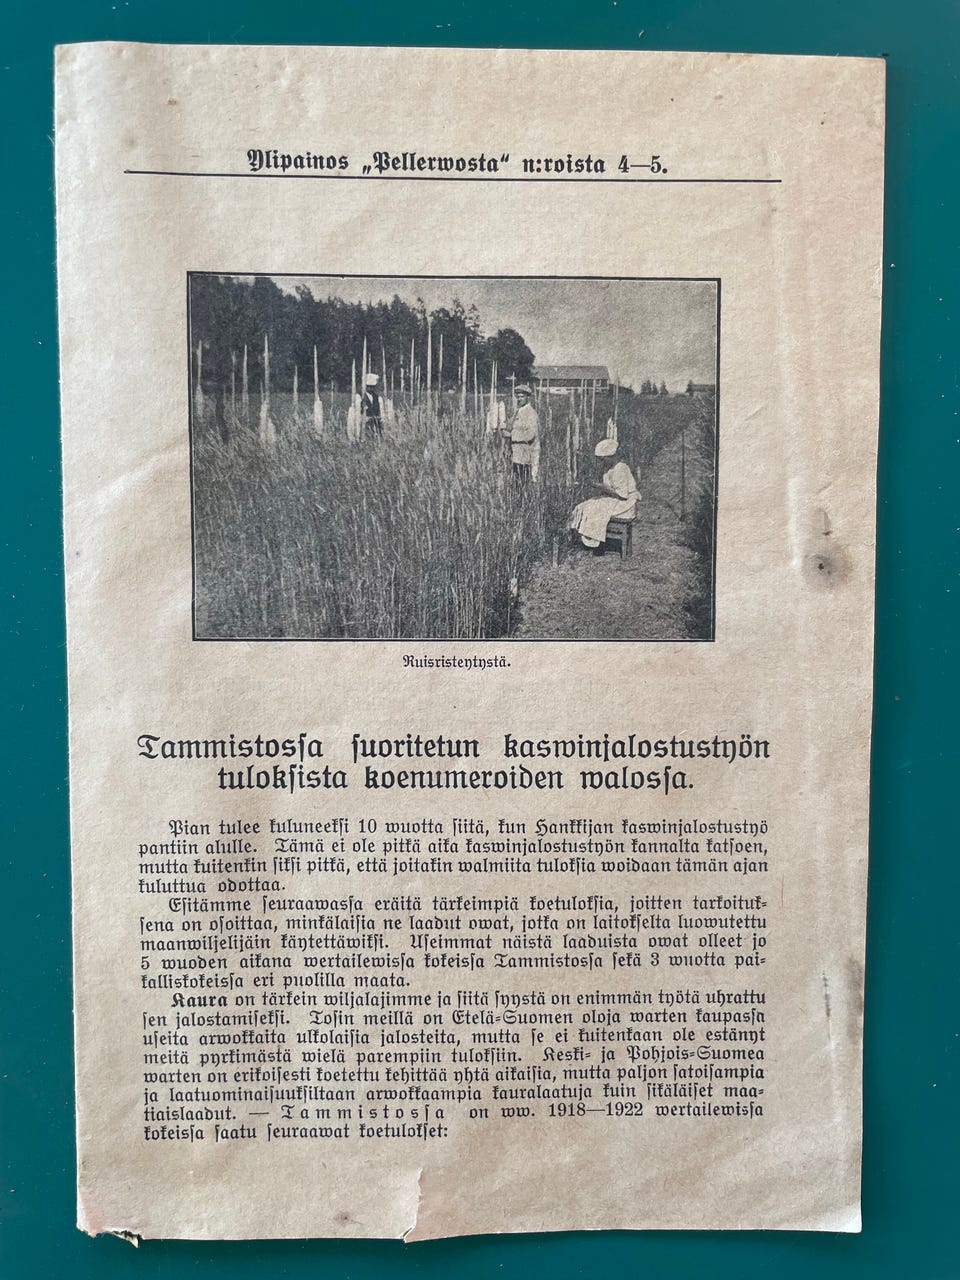 Ylipainos „Pellerwosta“ n:roista 4—5.
Ruisristeytystä.
Tammistossa suoritetun kaswinjalostustyön
tuloksista koenumeroiden walossa.
Pian tulee kuluneeksi 10 wuotta siitä, kun Hankkijan kaswinjalostustyö
pantiin alulle. Tämä ei ole pitkä aika kaswinjalostustyön kannalta katsoen,
mutta kuitenkin siksi pitkä, että joitakin walmiita tuloksia woidaan tämän ajan
kuluttua odottaa.
Esitämme seuraawassa eräitä tärkeimpiä koetuloksia, joitten tarkoituk-
sena on osoittaa, minkälaisia ne laadut owat, jotka on laitokselta luowutettu
maanwiljelijäin käytettäwiksi. Useimmat näistä laaduista owat olleet jo
5 wuoden aikana wertailewissa kokeissa Tammistossa sekä 3 wuotta pai-
kalliskokeissa eri puolilla maata.
Kaura on tärkein wiljalajimme ja siitä syystä on enimmän työtä uhrattu
sen jalostamiseksi. Tosin meillä on Etelä-Suomen oloja warten kaupassa
useita arwokkaita ulkolaisia jalosteita, mutta se ei kuitenkaan ole estänyt
meitä pyrkimästä wielä parempiin tuloksiin. Keski- ja Pohjois-Suomea
warten on erikoisesti koetettu kehittää yhtä aikaisia, mutta paljon satoisampia
ja laatuominaisuuksiltaan arwokkaampia kauralaatuja kuin sikäläiset maa-
tiaislaadut. — Tammistossa on ww. 1918—1922 wertailewissa
kokeissa saatu seuraawat koetulokset: